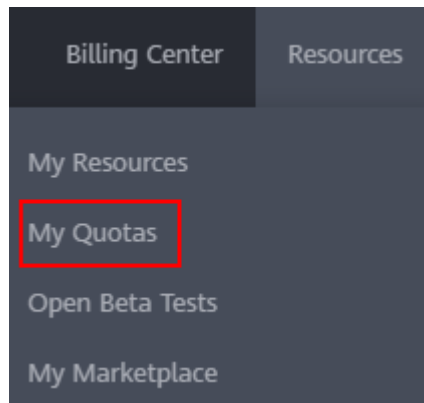 Billing Center Resources
My Resources
My Quotas
Open Beta Tests
My Marketplace